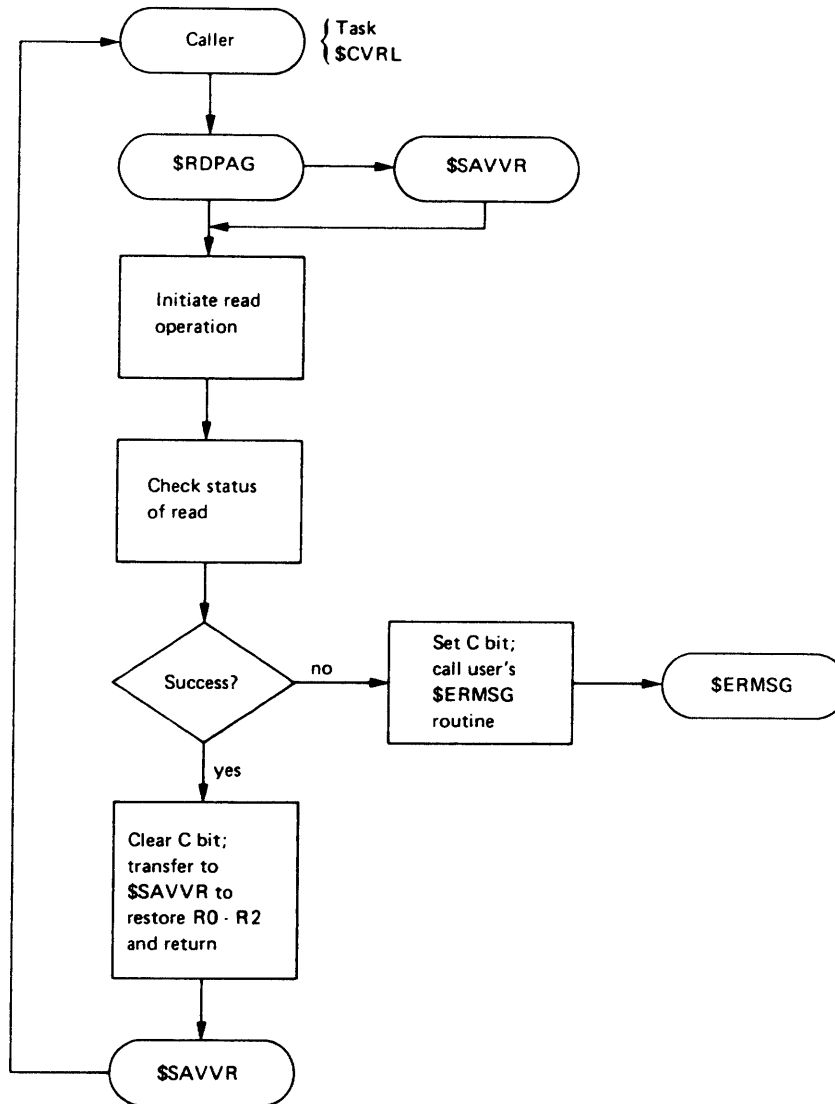 Caller
Task
$CVRL
$RDPAG
$SAVVR
Initiate read
operation
Check status
of read
Success?
no
Set C bit;
call user's
$ERMSG
routine
$ERMSG
yes
Clear C bit;
transfer to
$SAVVR to
restore R0 - R2
and return
$SAVVR